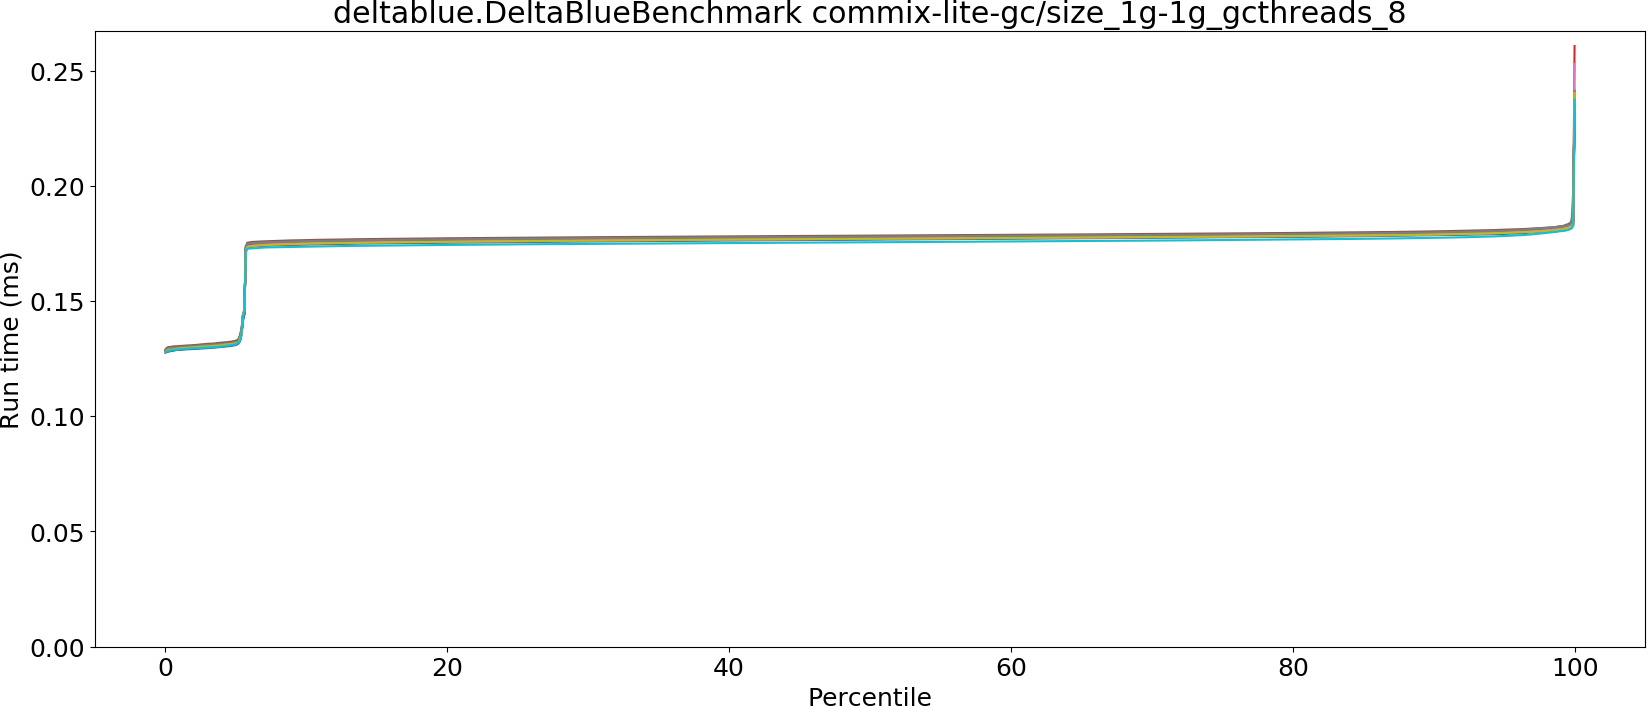 deltablue.DeltaBlueBenchmark commix-lite-gc/size_1g-1g_gcthreads_8
0.25
0.20
0.15
0.10
0.05
0.00
Run time (ms)
0 20 40 60 80 100
Percentile